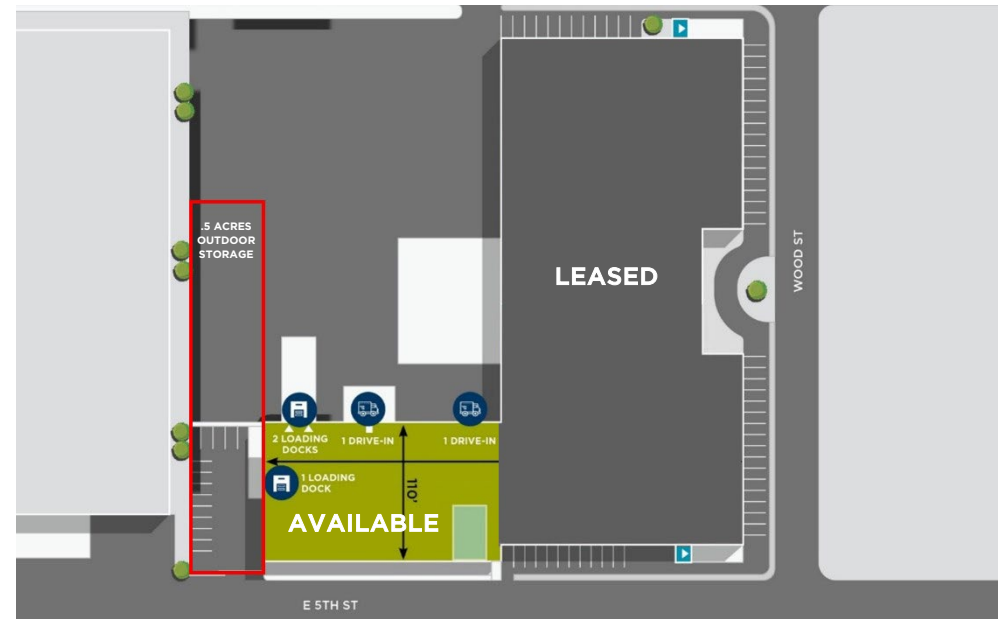 .5 ACRES
OUTDOOR
STORAGE
LEASED
WOOD ST
2 LOADING
DOCKS
1 DRIVE-IN
1 DRIVE-IN
1 LOADING
DOCK
110'
AVAILABLE
E 5TH ST